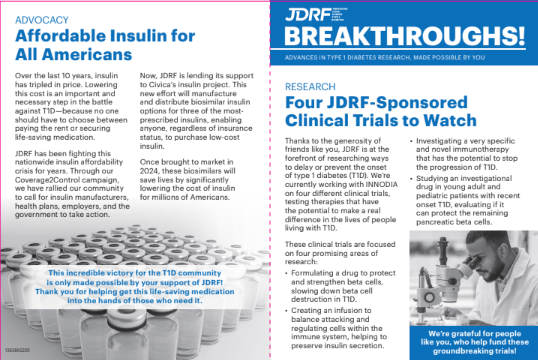 ADVOCACY
Affordable Insulin for
All Americans
Over the last 10 years, insulin
has tripled in price. Lowering
this cost is an important and
necessary step in the battle
against T1D—because no one
should have to choose between
paying the rent or securing
life-saving medication.
JDRF has been fighting this
nationwide insulin affordability
crisis for years. Through our
Coverage2Control campaign,
we have rallied our community
to call for insulin manufacturers,
health plans, employers, and the
government to take action.
Now, JDRF is lending its support
to Civica's insulin project. This
new effort will manufacture
and distribute biosimilar insulin
options for three of the most-
prescribed insulins, enabling
anyone, regardless of insurance
status, to purchase low-cost
insulin.
Once brought to market in
2024, these biosimilars will
save lives by significantly
lowering the cost of insulin
for millions of Americans.
This incredible victory for the T1D community
is only made possible by your support of JDRF!
Thank you for helping get this life-saving medication
into the hands of those who need it.
JDRF
BREAKTHROUGHS!
ADVANCES IN TYPE 1 DIABETES RESEARCH, MADE POSSIBLE BY YOU
RESEARCH
Four JDRF-Sponsored
Clinical Trials to Watch
Thanks to the generosity of
friends like you, JDRF is at the
forefront of researching ways
to delay or prevent the onset
of type 1 diabetes (T1D). We're
currently working with INNODIA
on four different clinical trials,
testing therapies that have
the potential to make a real
difference in the lives of people
living with T1D.
These clinical trials are focused
on four promising areas of
research:
• Formulating a drug to protect
and strengthen beta cells,
slowing down beta cell
destruction in T1D.
• Creating an infusion to
balance attacking and
regulating cells within the
immune system, helping to
preserve insulin secretion.
• Investigating a very specific
and novel immunotherapy
that has the potential to stop
the progression of T1D.
• Studying an investigational
drug in young adult and
pediatric patients with recent
onset T1D, evaluating if it
can protect the remaining
pancreatic beta cells.
We're grateful for people
like you, who help fund these
groundbreaking trials!